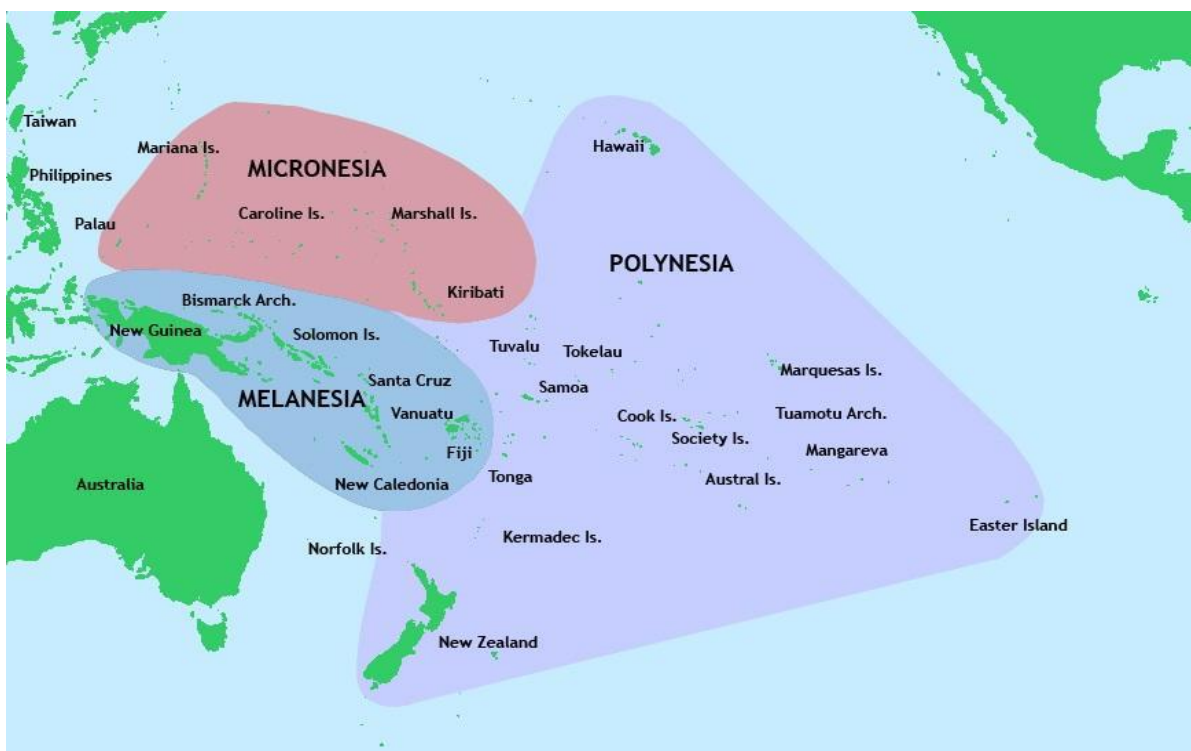 Taiwan
Hawaii
Mariana Is.
MICRONESIA
Philippines
Caroline Is.
Marshall Is.
Palau
POLYNESIA
Kiribati
Bismarck Arch.
New Guinea
Solomon Is.
Tuvalu
Tokelau
Marquesas Is.
Santa Cruz
Samoa
MELANESIA
Vanuatu
Cook Is.
Tuamotu Arch.
Society Is.
Fiji
Mangareva
Tonga
Austral Is.
Australia
New Caledonia
Easter Island
Kermadec Is.
Norfolk Is.
New Zealand